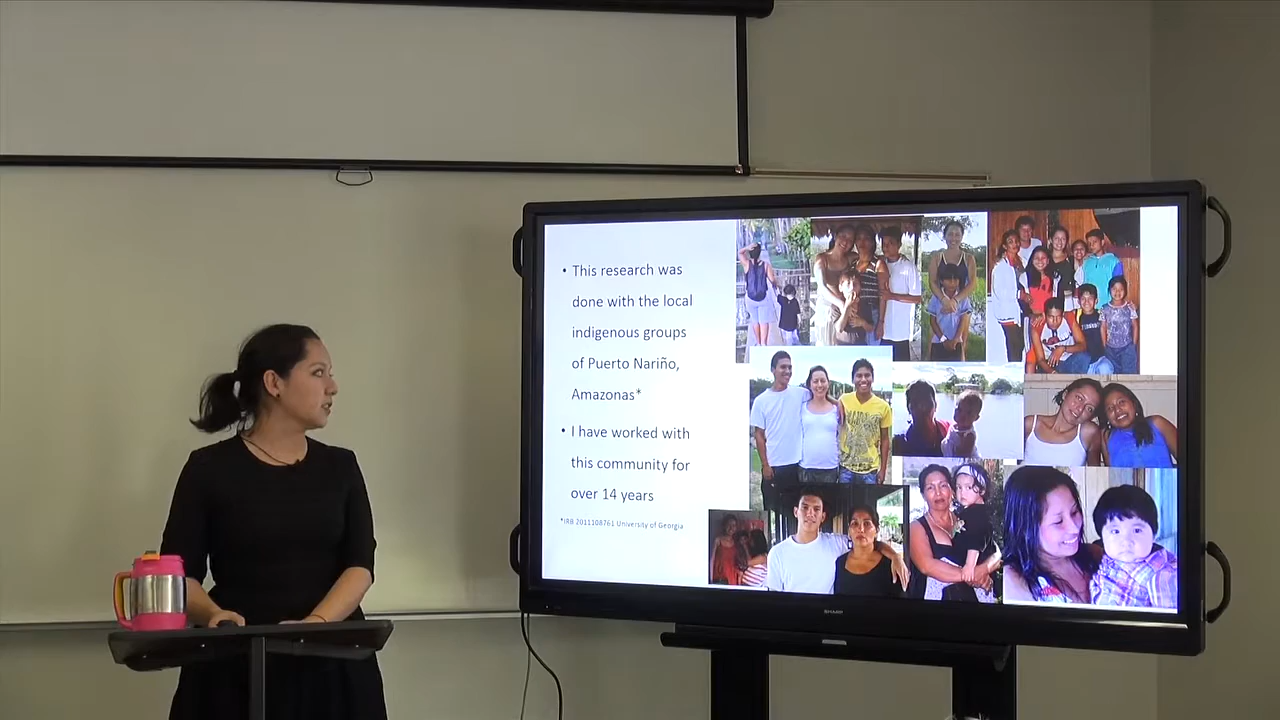 • This research was
done with the local
indigenous groups
of Puerto Nariño,
Amazonas*
• I have worked with
this community for
over 14 years
*IRB 2011108761 University of Georgia
SHARP